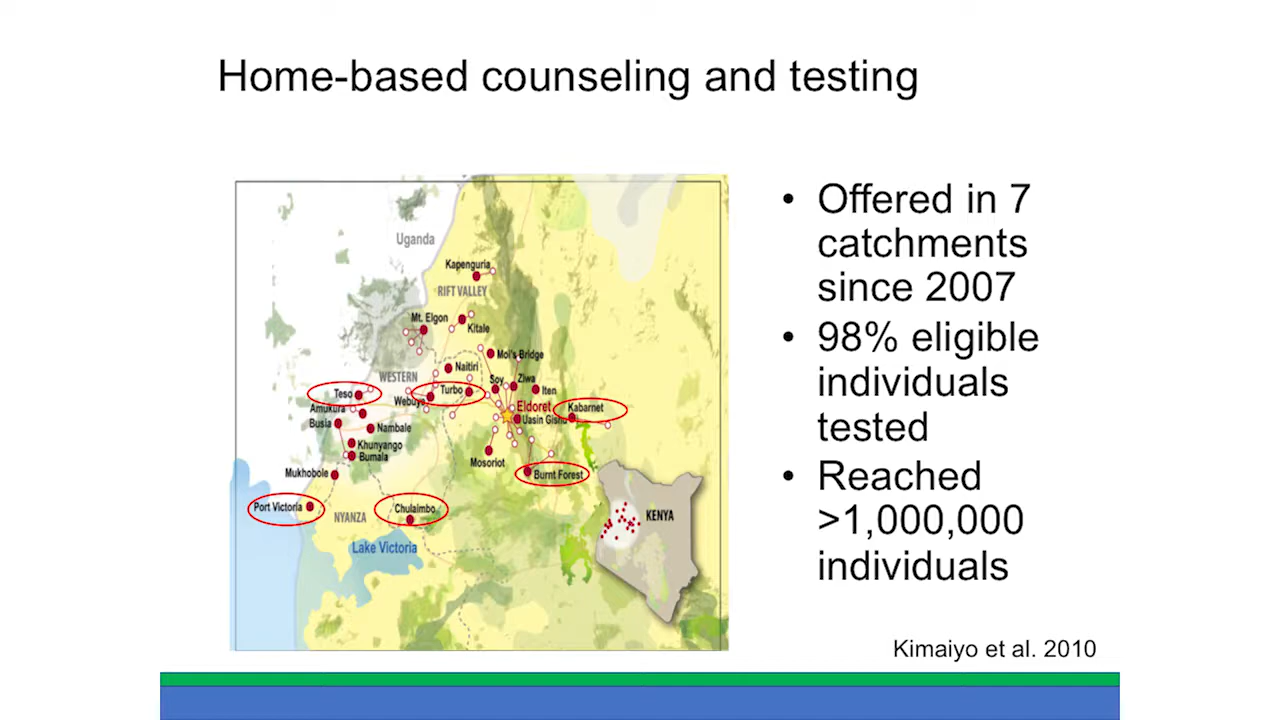 Home-based counseling and testing
Uganda
Kapenguria
RIFT VALLEY
Mt. Elgon
Kitale
Moi's Bridge
Naitiri
WESTERN
Soy
Ziwa
Teso
Turbo
Iten
Webuye
Eldoret
Kabarnet
Amukura
Uasin Gishu
Busia
Nambale
Khunyango
Bumala
Mosoriot
Mukhobole
Burnt Forest
Port Victoria
Chulaimbo
NYANZA
KENYA
Lake Victoria
• Offered in 7
catchments
since 2007
• 98% eligible
individuals
tested
• Reached
>1,000,000
individuals
Kimaiyo et al. 2010